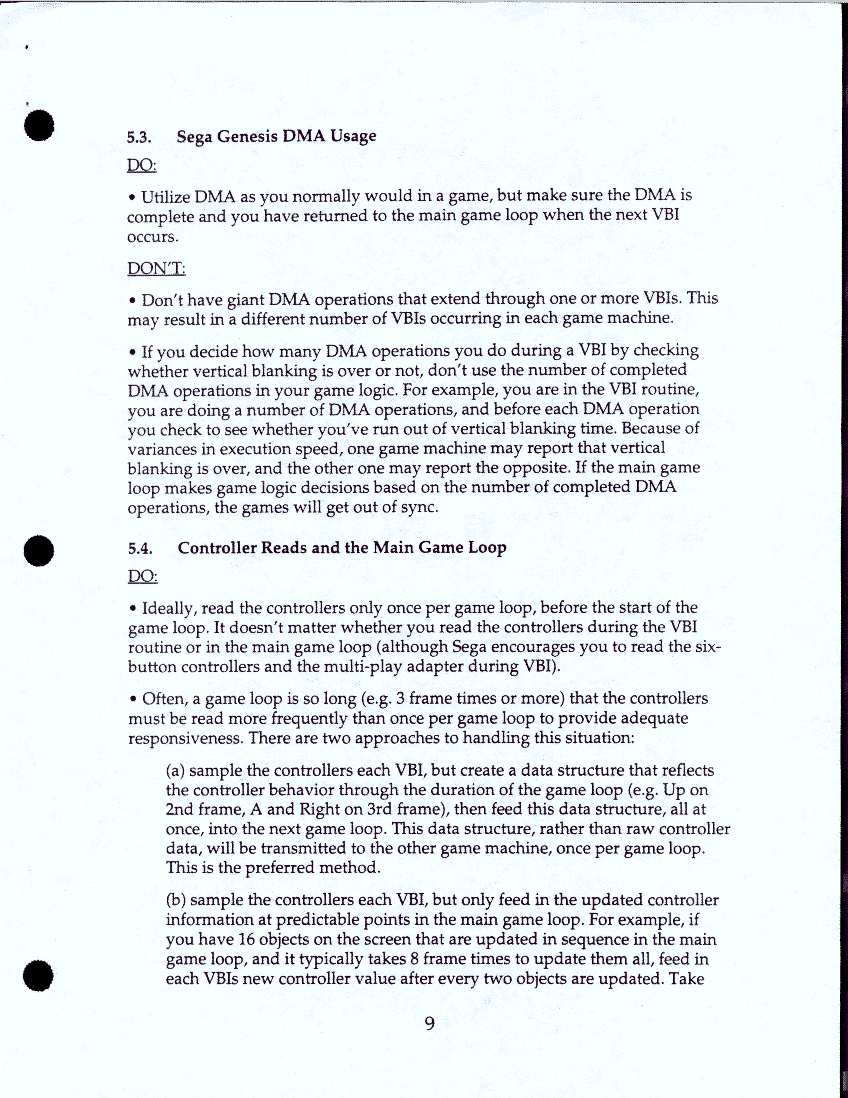 5.3. Sega Genesis DMA Usage
DO:
• Utilize DMA as you normally would in a game, but make sure the DMA is
complete and you have returned to the main game loop when the next VBI
occurs.
DON'T:
• Don't have giant DMA operations that extend through one or more VBIs. This
may result in a different number of VBIs occurring in each game machine.
• If you decide how many DMA operations you do during a VBI by checking
whether vertical blanking is over or not, don't use the number of completed
DMA operations in your game logic. For example, you are in the VBI routine,
you are doing a number of DMA operations, and before each DMA operation
you check to see whether you've run out of vertical blanking time. Because of
variances in execution speed, one game machine may report that vertical
blanking is over, and the other one may report the opposite. If the main game
loop makes game logic decisions based on the number of completed DMA
operations, the games will get out of sync.
5.4. Controller Reads and the Main Game Loop
DO:
• Ideally, read the controllers only once per game loop, before the start of the
game loop. It doesn't matter whether you read the controllers during the VBI
routine or in the main game loop (although Sega encourages you to read the six-
button controllers and the multi-play adapter during VBI).
• Often, a game loop is so long (e.g. 3 frame times or more) that the controllers
must be read more frequently than once per game loop to provide adequate
responsiveness. There are two approaches to handling this situation:
(a) sample the controllers each VBI, but create a data structure that reflects
the controller behavior through the duration of the game loop (e.g. Up on
2nd frame, A and Right on 3rd frame), then feed this data structure, all at
once, into the next game loop. This data structure, rather than raw controller
data, will be transmitted to the other game machine, once per game loop.
This is the preferred method.
(b) sample the controllers each VBI, but only feed in the updated controller
information at predictable points in the main game loop. For example, if
you have 16 objects on the screen that are updated in sequence in the main
game loop, and it typically takes 8 frame times to update them all, feed in
each VBIs new controller value after every two objects are updated. Take
9